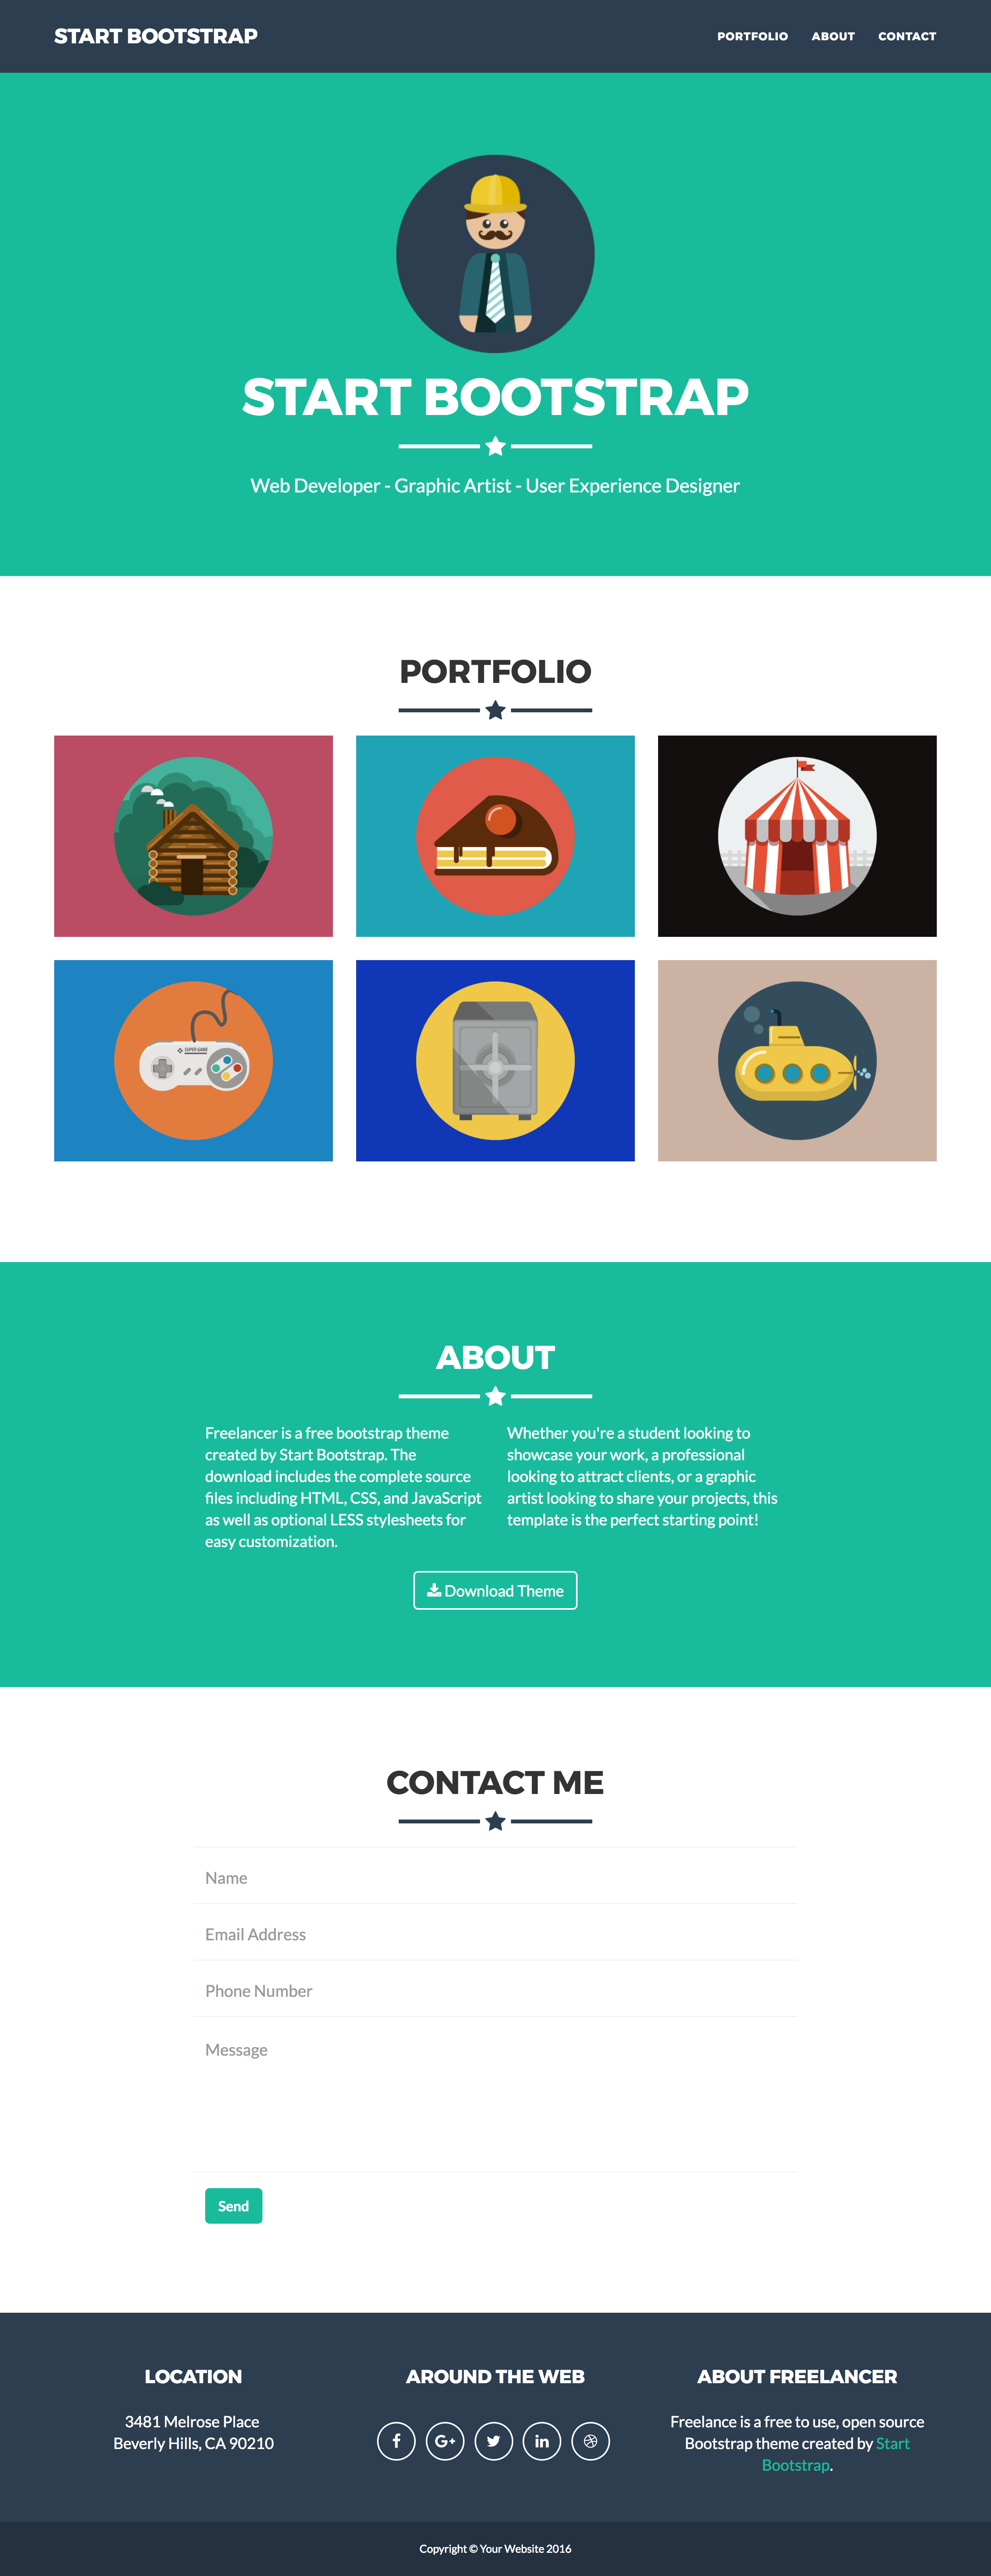 START BOOTSTRAP
PORTFOLIO ABOUT CONTACT
START BOOTSTRAP
Web Developer - Graphic Artist - User Experience Designer
PORTFOLIO
SUPER GAME
ABOUT
Freelancer is a free bootstrap theme
created by Start Bootstrap. The
download includes the complete source
files including HTML, CSS, and JavaScript
as well as optional LESS stylesheets for
easy customization.
Whether you're a student looking to
showcase your work, a professional
looking to attract clients, or a graphic
artist looking to share your projects, this
template is the perfect starting point!
Download Theme
CONTACT ME
Name
Email Address
Phone Number
Message
Send
LOCATION
3481 Melrose Place
Beverly Hills, CA 90210
AROUND THE WEB
ABOUT FREELANCER
Freelance is a free to use, open source
Bootstrap theme created by Start
Bootstrap.
Copyright © Your Website 2016